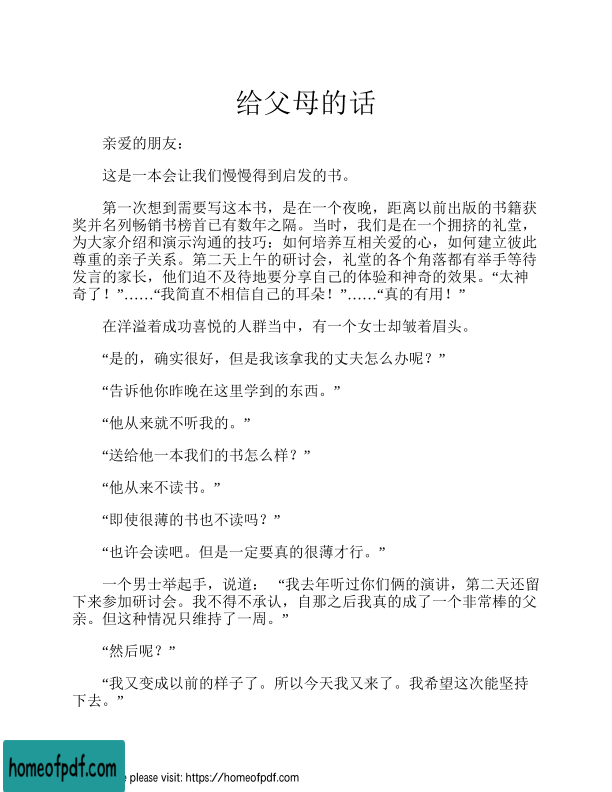 给父母的话
亲爱的朋友：
这是一本会让我们慢慢得到启发的书。
第一次想到需要写这本书，是在一个夜晚，距离以前出版的书籍获
奖并名列畅销书榜首已有数年之隔。当时，我们是在一个拥挤的礼堂，
为大家介绍和演示沟通的技巧：如何培养互相关爱的心，如何建立彼此
尊重的亲子关系。第二天上午的研讨会，礼堂的各个角落都有举手等待
发言的家长，他们迫不及待地要分享自己的体验和神奇的效果。“太神
奇了！”……“我简直不相信自己的耳朵！”……“真的有用！”
在洋溢着成功喜悦的人群当中，有一个女士却皱着眉头。
“是的，确实很好，但是我该拿我的丈夫怎么办呢？”
“告诉他你昨晚在这里学到的东西。”
“他从来就不听我的。”
“送给他一本我们的书怎么样？”
“他从来不读书。”
“即使很薄的书也不读吗？”
“也许会读吧。但是一定要真的很薄才行。”
一个男士举起手，说道： “我去年听过你们俩的演讲，第二天还留
下来参加研讨会。我不得不承认，自那之后我真的成了一个非常棒的父
亲。但这种情况只维持了一周。”
“然后呢？”
“我又变成以前的样子了。所以今天我又来了。我希望这次能坚持
下去。”
homeofpdf.com
e please visit: https://homeofpdf.com